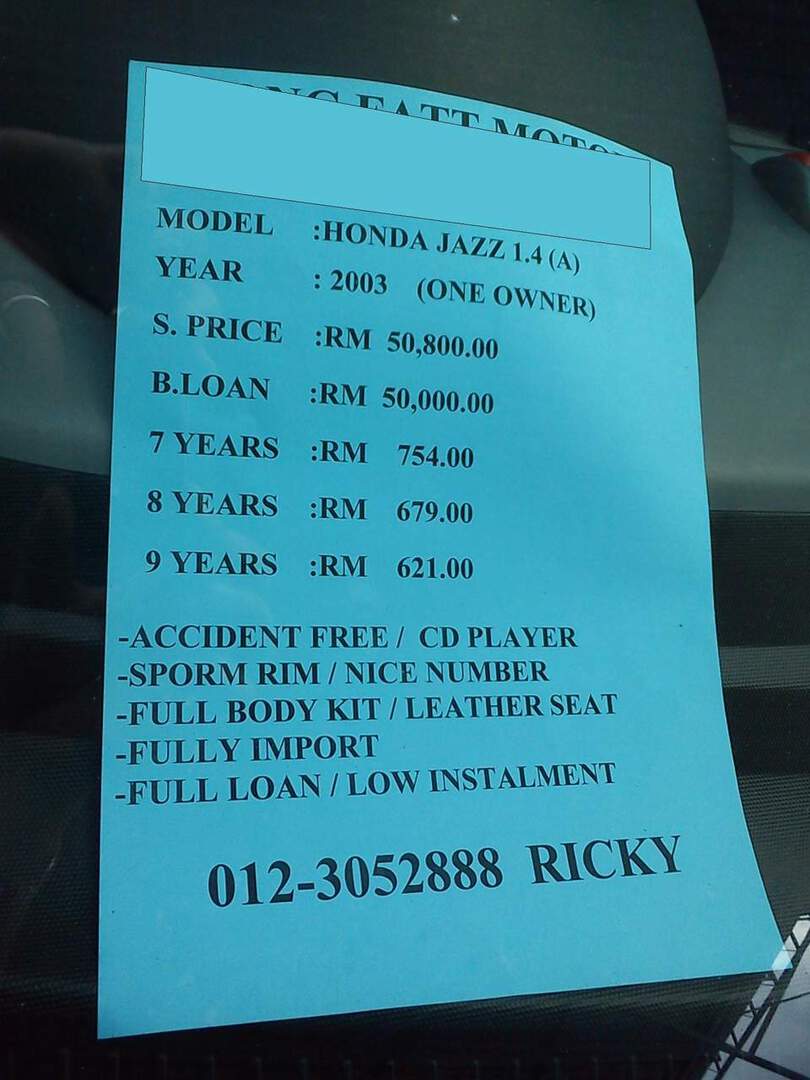 FATT
MODEL :HONDA JAZZ 1.4 (A)
YEAR : 2003 (ONE OWNER)
S. PRICE :RM 50,800.00
B.LOAN :RM 50,000.00
7 YEARS :RM 754.00
8 YEARS :RM 679.00
9 YEARS :RM 621.00
-ACCIDENT FREE / CD PLAYER
-SPORM RIM / NICE NUMBER
-FULL BODY KIT / LEATHER SEAT
-FULLY IMPORT
-FULL LOAN / LOW INSTALMENT
012-3052888 RICKY